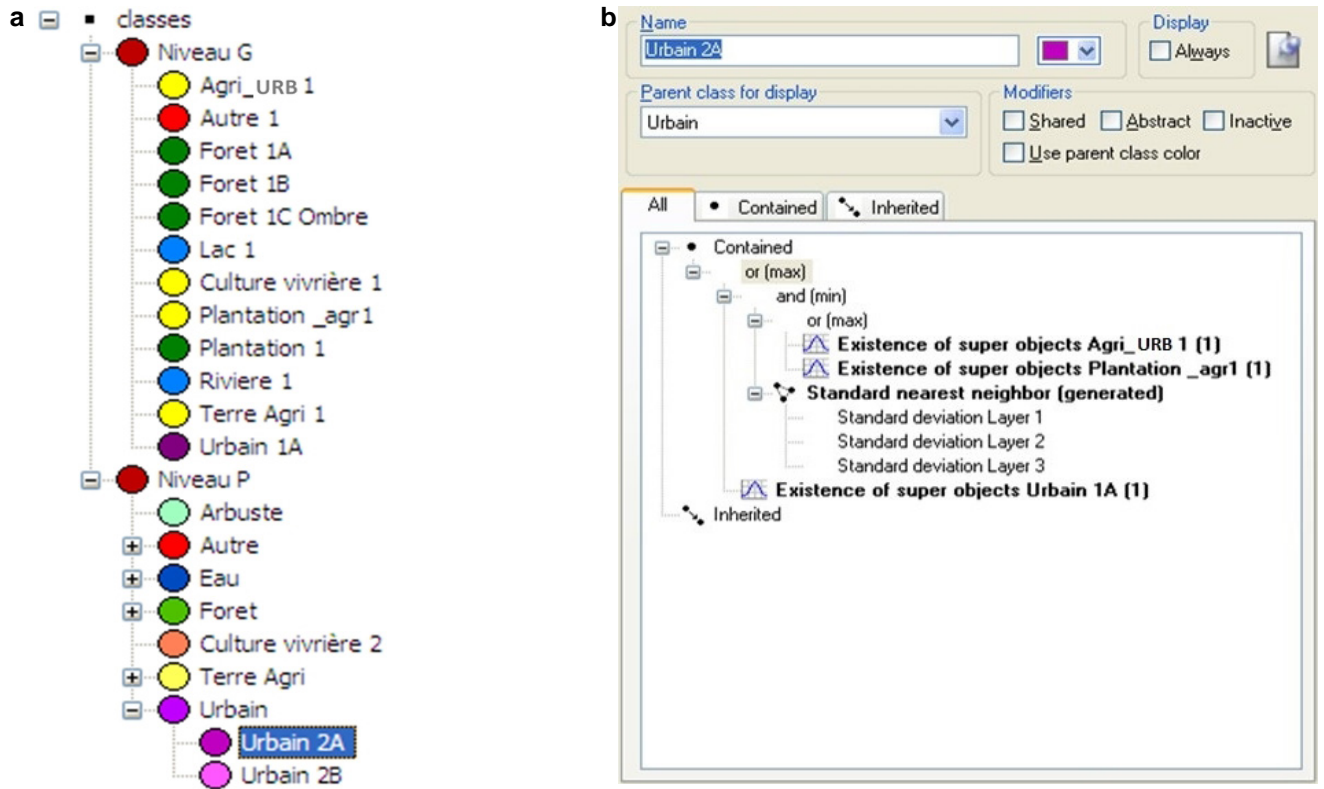 a
classes
Niveau G
Agri_URB 1
Autre 1
Foret 1A
Foret 1B
Foret 1C Ombre
Lac 1
Culture vivrière 1
Plantation _agr1
Plantation 1
Riviere 1
Terre Agri 1
Urbain 1A
Niveau P
Arbuste
Autre
Eau
Foret
Culture vivrière 2
Terre Agri
Urbain
Urbain 2A
Urbain 2B
b
Name
Urbain 2A
Display
Always
Parent class for display
Urbain
Modifiers
Shared Abstract Inactive
Use parent class color
All Contained Inherited
Contained
or (max)
and (min)
or (max)
Existence of super objects Agri_URB 1 (1)
Existence of super objects Plantation _agr1 (1)
Standard nearest neighbor (generated)
Standard deviation Layer 1
Standard deviation Layer 2
Standard deviation Layer 3
Existence of super objects Urbain 1A (1)
Inherited